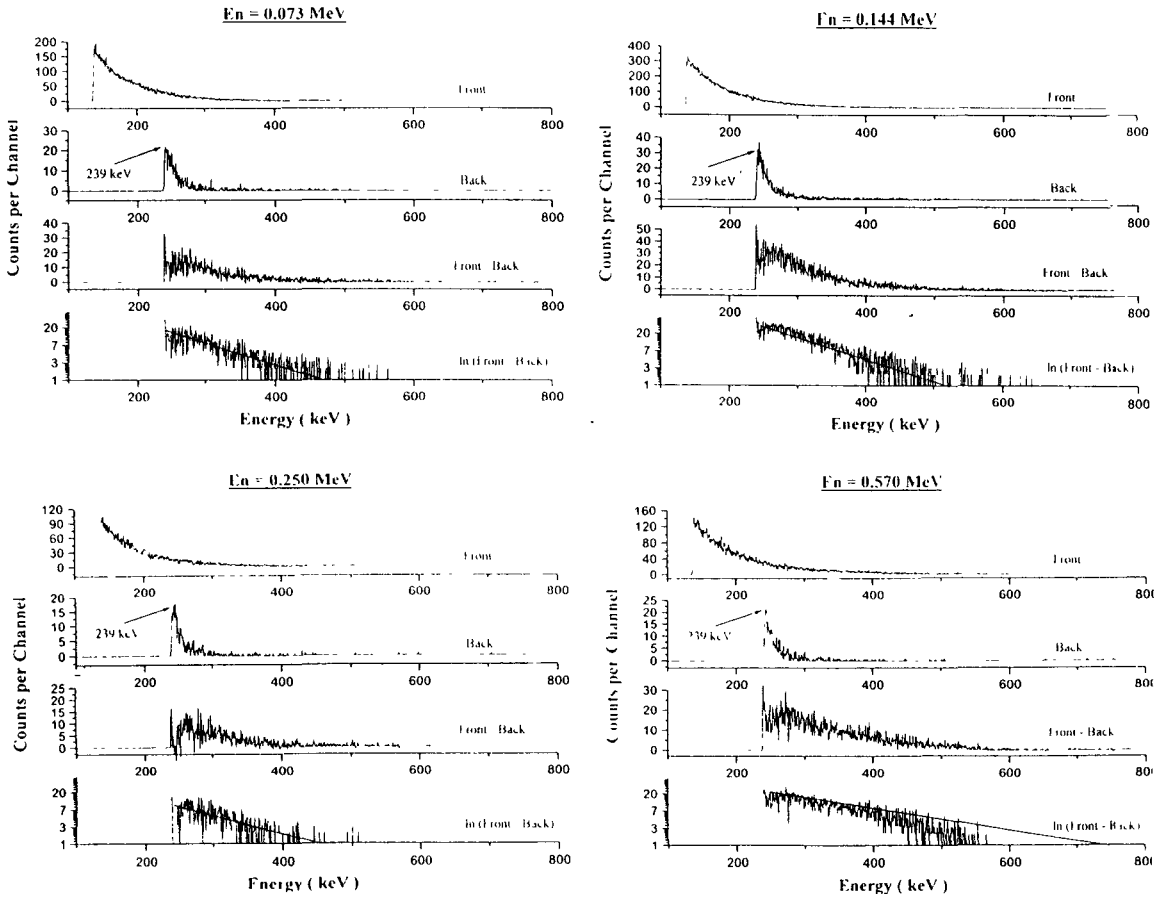 En = 0.073 MeV
200
150
100
50
0
Front
200 400 600 800
30
20
10
0
239 keV
Back
200 400 600 800
40
30
20
10
0
Front - Back
200 400 600 800
20
7
3
1
ln (Front - Back)
200 400 600 800
Counts per Channel
Energy ( keV )
En = 0.144 MeV
400
300
200
100
0
Front
200 400 600 800
40
30
20
10
0
239 keV
Back
200 400 600 800
50
40
30
20
10
0
Front - Back
200 400 600 800
20
7
3
1
ln (Front - Back)
200 400 600 800
Counts per Channel
Energy ( keV )
En = 0.250 MeV
120
90
60
30
0
Front
200 400 600 800
20
15
10
5
0
239 keV
Back
200 400 600 800
25
20
15
10
5
0
Front - Back
200 400 600 800
20
7
3
1
ln (Front - Back)
200 400 600 800
Counts per Channel
Energy ( keV )
En = 0.570 MeV
160
120
80
40
0
Front
200 400 600 800
25
20
15
10
5
0
239 keV
Back
200 400 600 800
30
20
10
0
Front - Back
200 400 600 800
20
7
3
1
ln (Front - Back)
200 400 600 800
Counts per Channel
Energy ( keV )